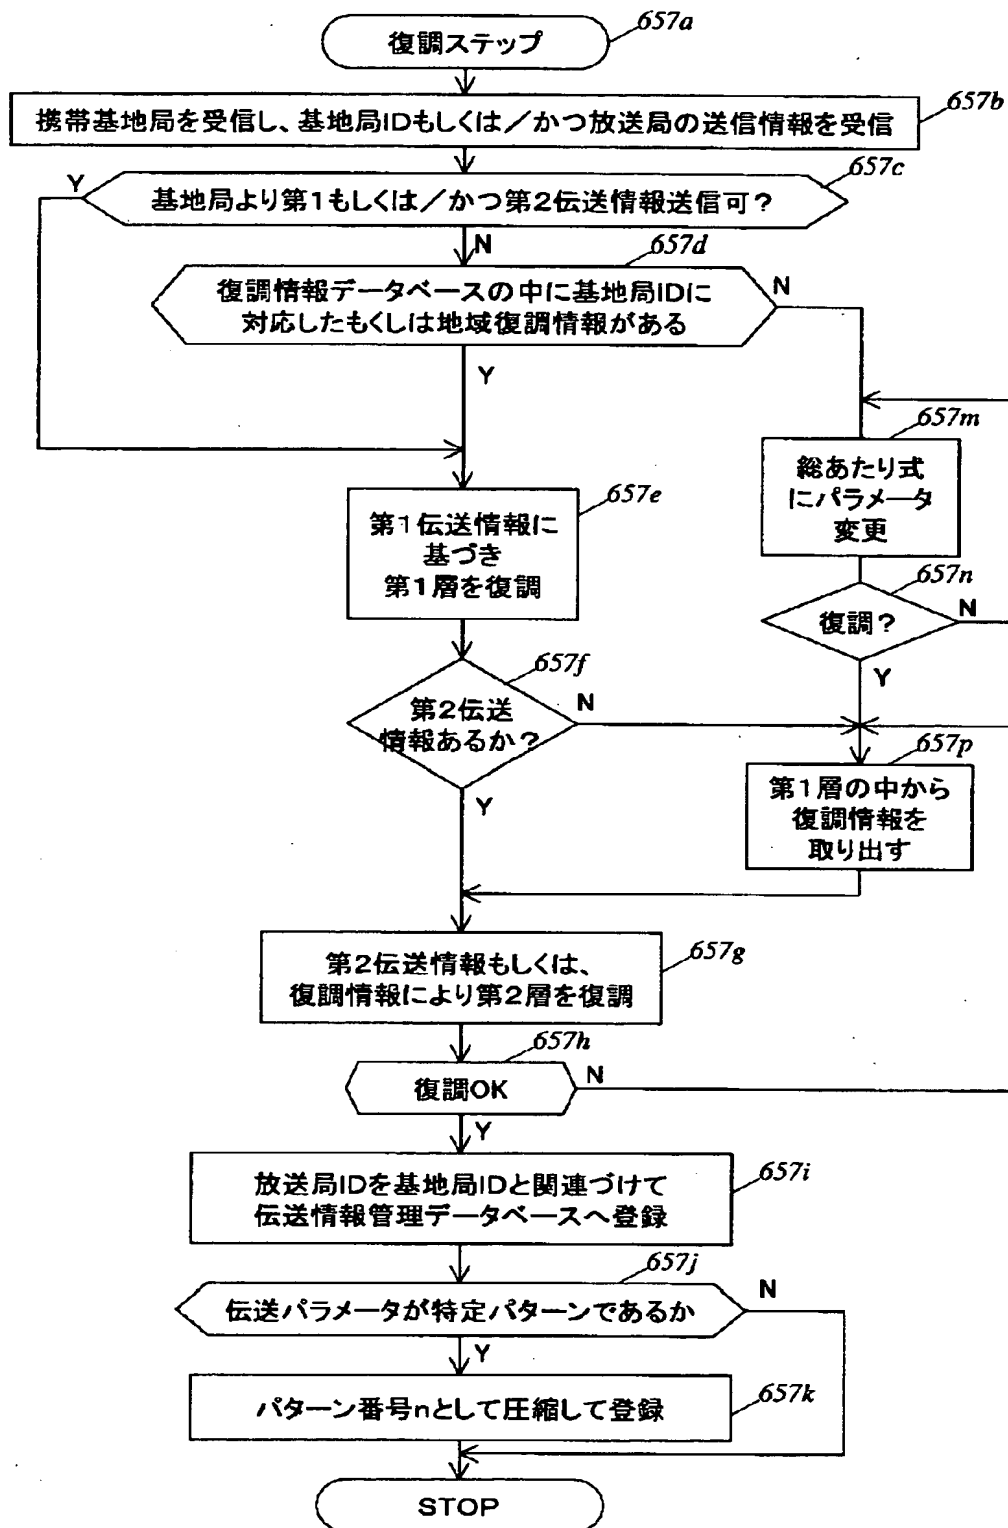 復調ステップ
657a
携帯基地局を受信し、基地局IDもしくは／かつ放送局の送信情報を受信
657b
Y
基地局より第1もしくは／かつ第2伝送情報送信可？
657c
N
657d
復調情報データベースの中に基地局IDに
対応したもくしは地域復調情報がある
N
Y
657m
総あたり式
にパラメータ
変更
657e
第1伝送情報に
基づき
第1層を復調
657n
復調？
N
Y
657f
第2伝送
情報あるか？
N
Y
657p
第1層の中から
復調情報を
取り出す
657g
第2伝送情報もしくは、
復調情報により第2層を復調
657h
復調OK
N
Y
657i
放送局IDを基地局IDと関連づけて
伝送情報管理データベースへ登録
657j
伝送パラメータが特定パターンであるか
N
Y
657k
パターン番号nとして圧縮して登録
STOP